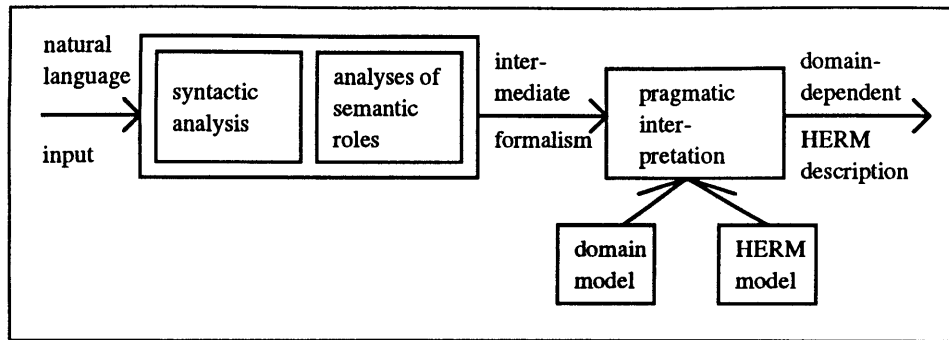 natural
language
input
syntactic
analysis
analyses of
semantic
roles
inter-
mediate
formalism
pragmatic
inter-
pretation
domain-
dependent
HERM
description
domain
model
HERM
model